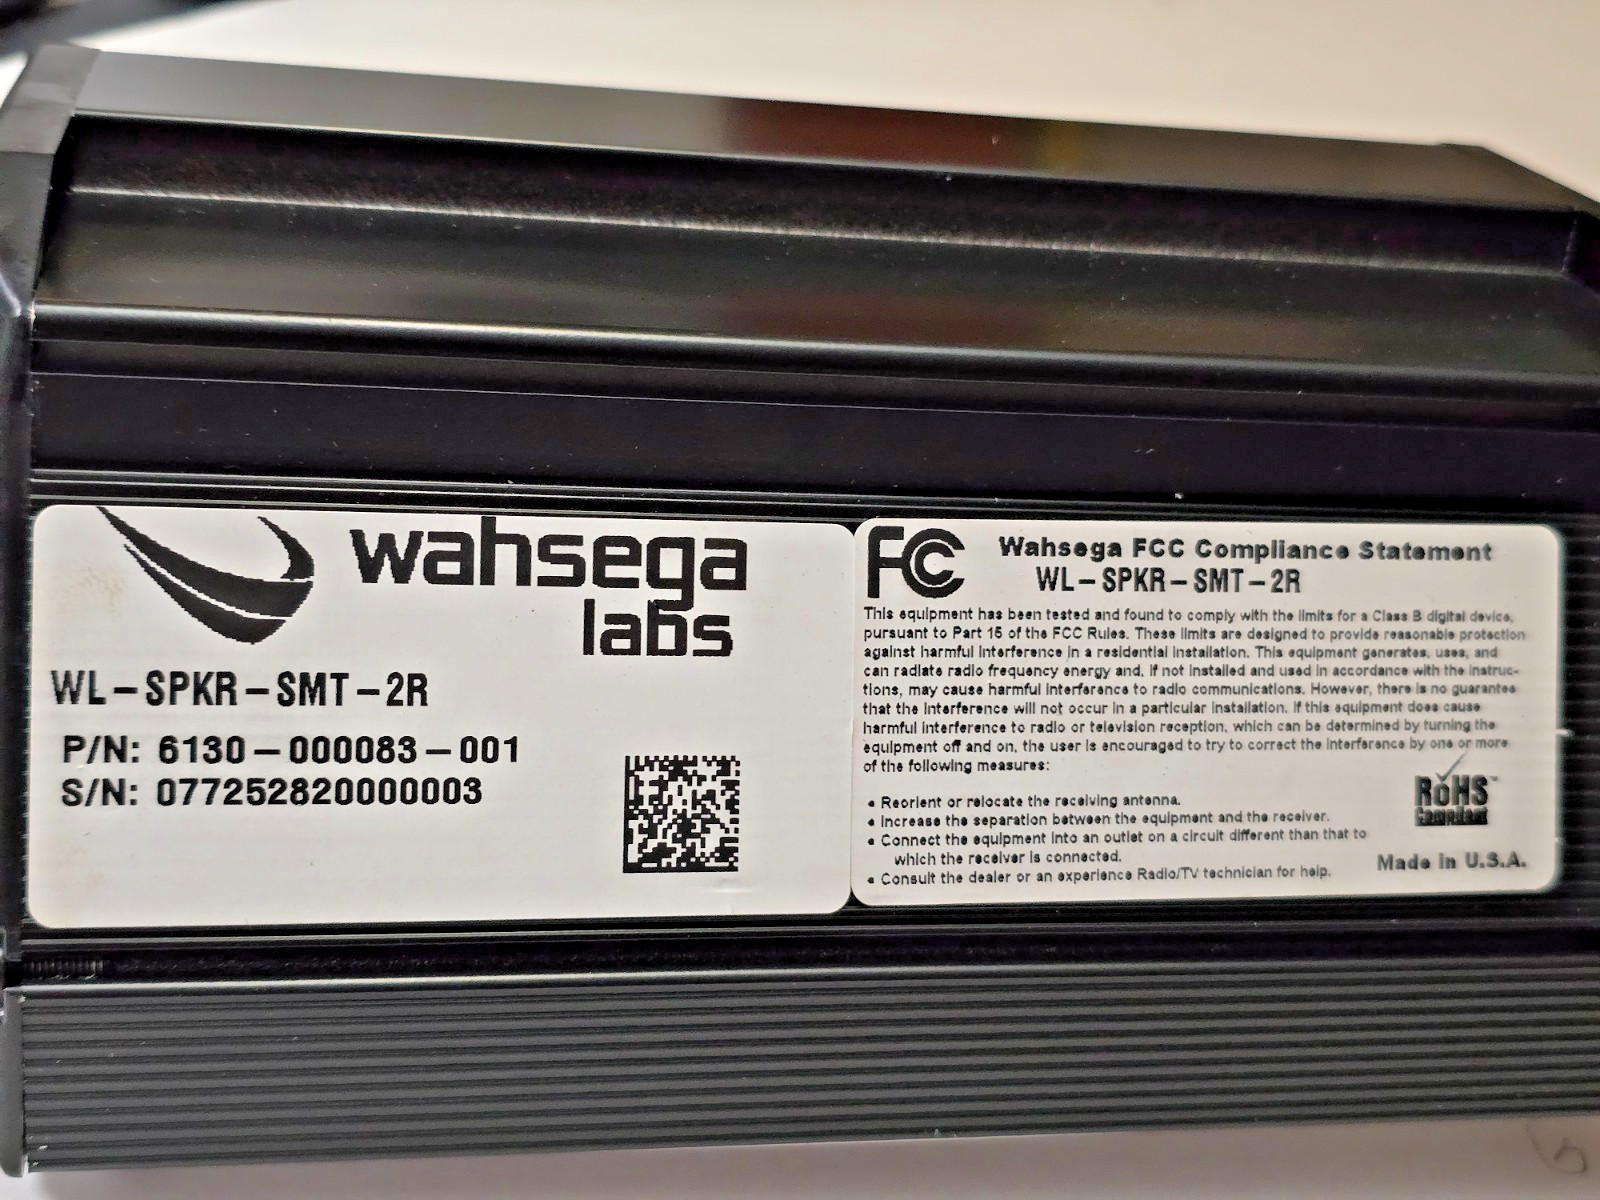 wahsega
labs
WL-SPKR-SMT-2R
P/N: 6130-000083-001
S/N: 077252820000003
FC Wahsega FCC Compliance Statement
WL-SPKR-SMT-2R
This equipment has been tested and found to comply with the limits for a Class B digital device,
pursuant to Part 15 of the FCC Rules. These limits are designed to provide reasonable protection
against harmful interference in a residential installation. This equipment generates, uses, and
can radiate radio frequency energy and, if not installed and used in accordance with the instruc-
tions, may cause harmful interference to radio communications. However, there is no guarantee
that the interference will not occur in a particular installation. If this equipment does cause
harmful interference to radio or television reception, which can be determined by turning the
equipment off and on, the user is encouraged to try to correct the interference by one or more
of the following measures:
• Reorient or relocate the receiving antenna.
• Increase the separation between the equipment and the receiver.
• Connect the equipment into an outlet on a circuit different than that to
which the receiver is connected.
• Consult the dealer or an experience Radio/TV technician for help.
RoHS
Compliant
Made in U.S.A.